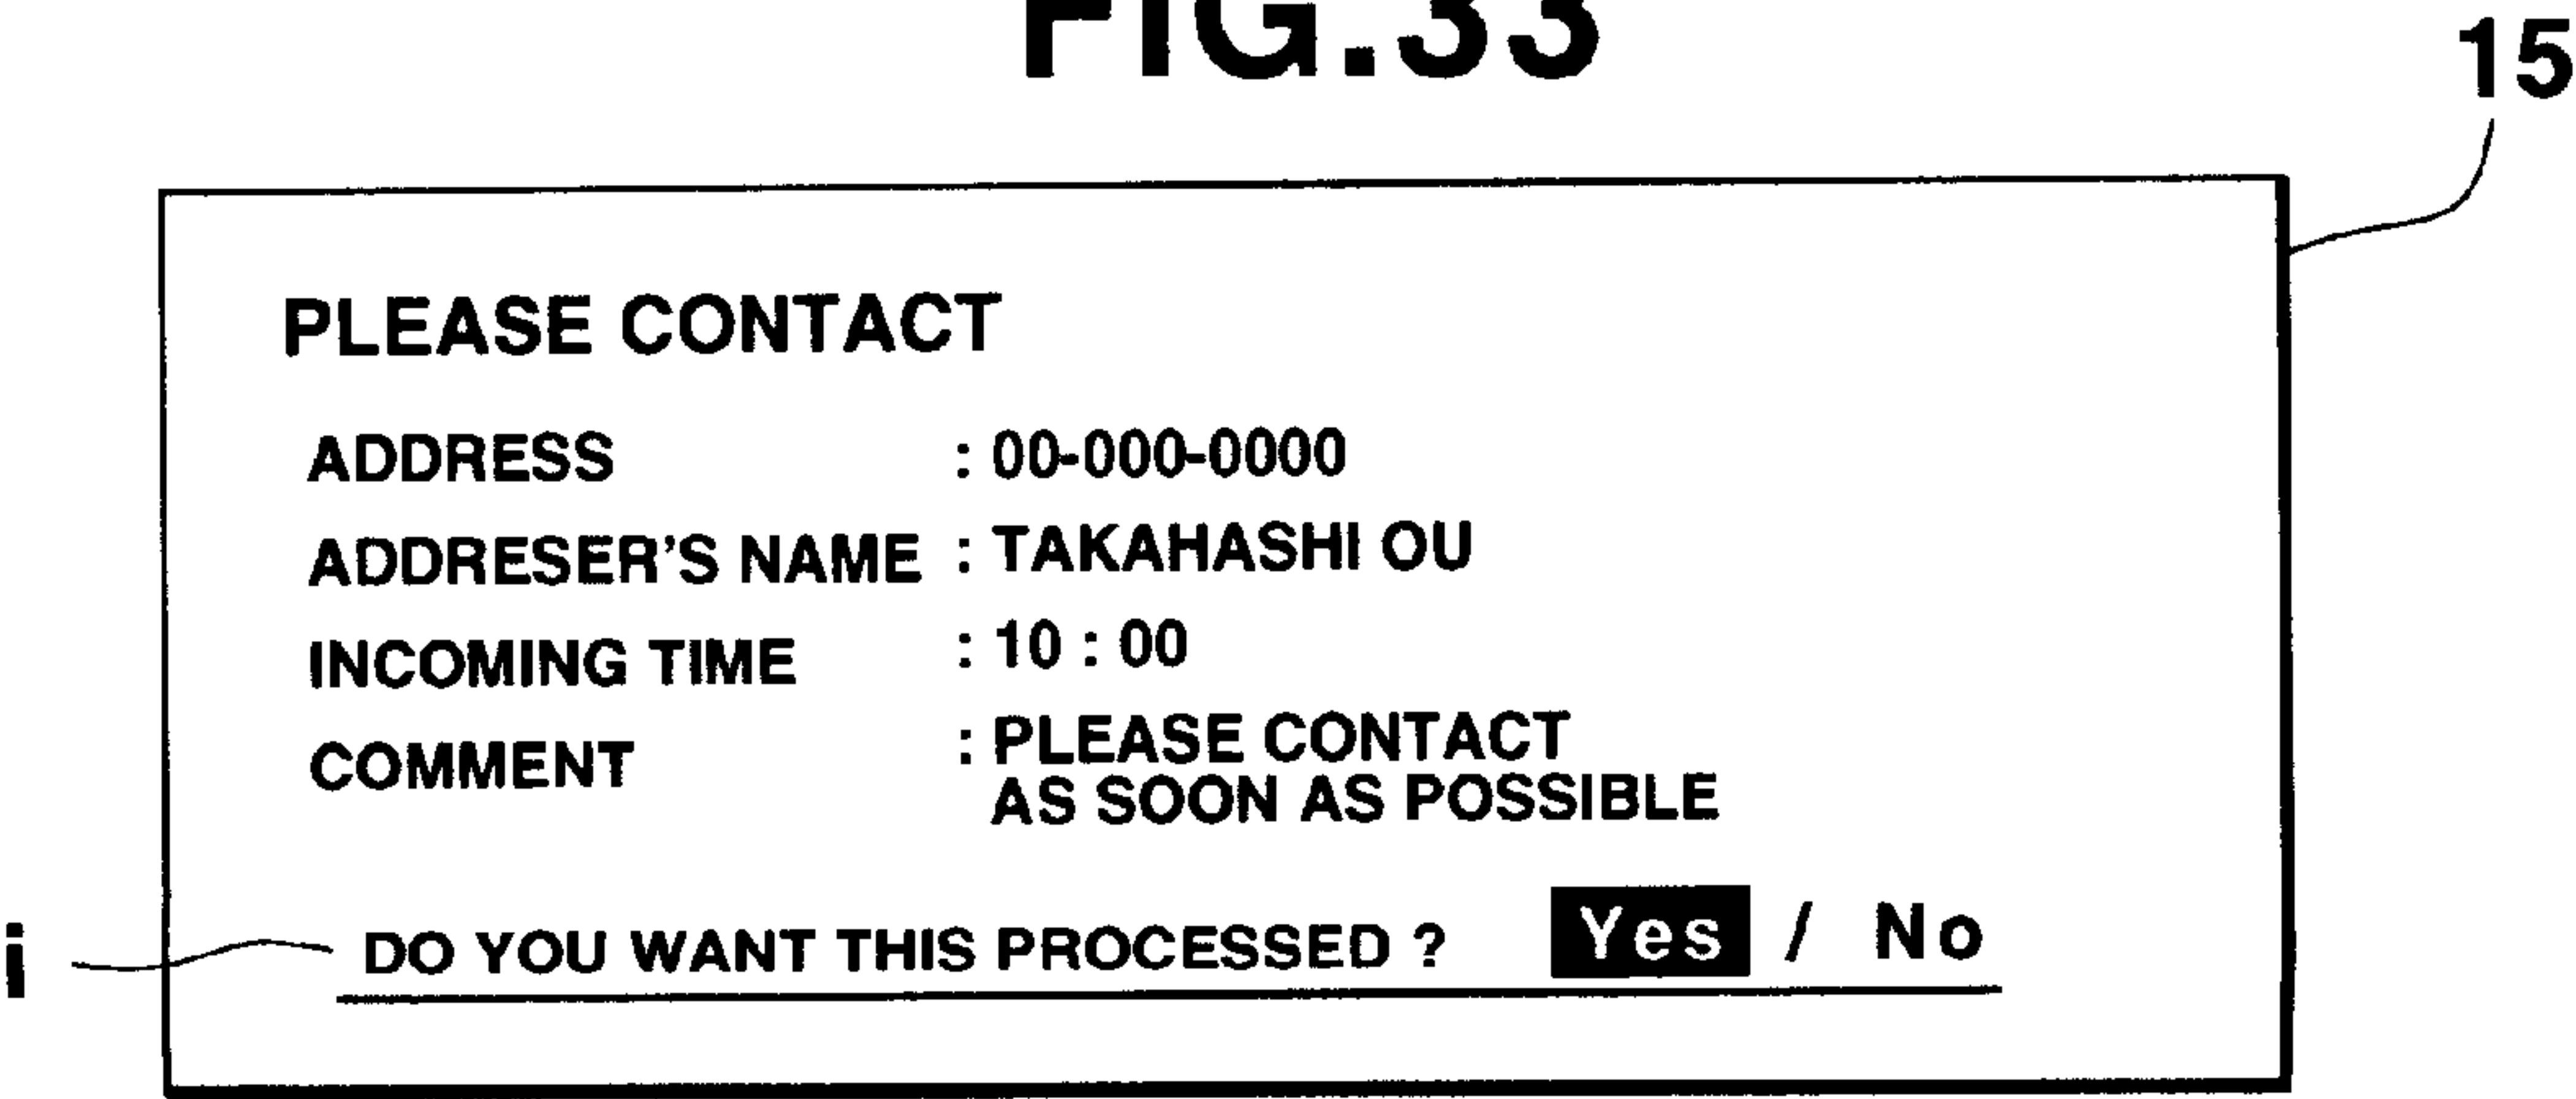 FIG.33
15
PLEASE CONTACT
ADDRESS : 00-000-0000
ADDRESER'S NAME : TAKAHASHI OU
INCOMING TIME : 10 : 00
COMMENT : PLEASE CONTACT
AS SOON AS POSSIBLE
i DO YOU WANT THIS PROCESSED ? Yes / No